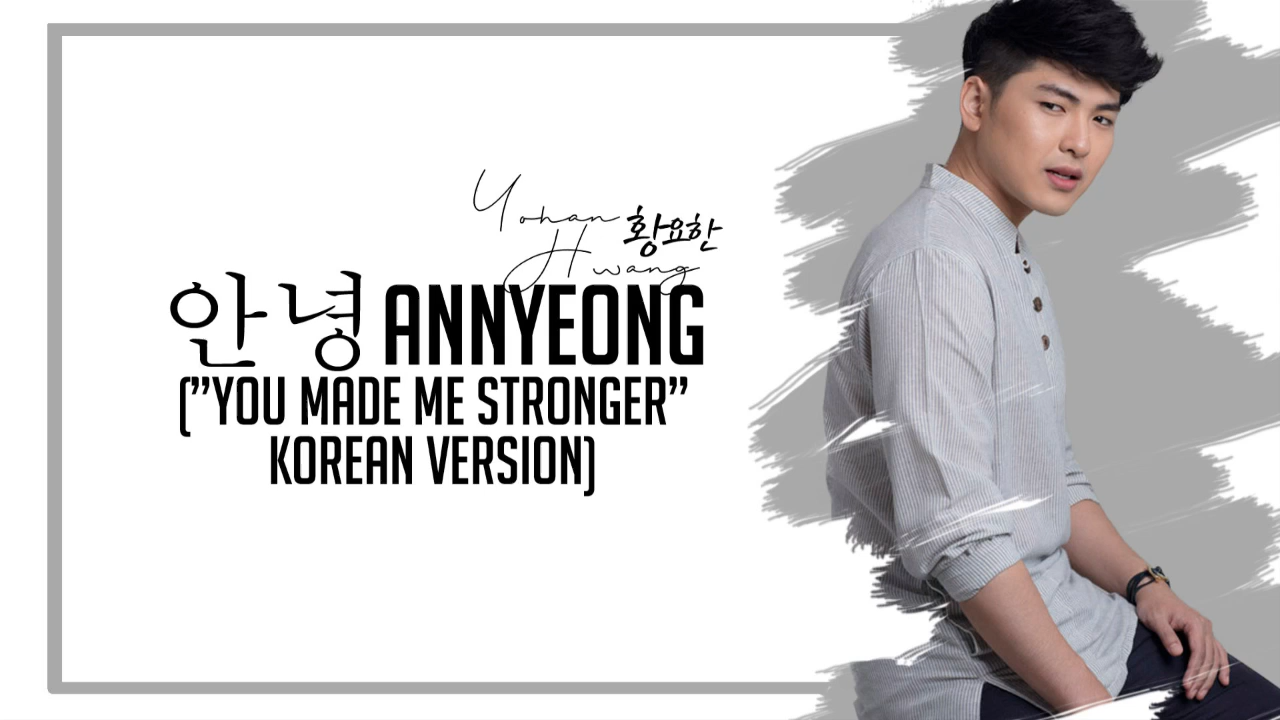 Yohan 황요한
Hwang
안녕 ANNYEONG
("YOU MADE ME STRONGER"
KOREAN VERSION)